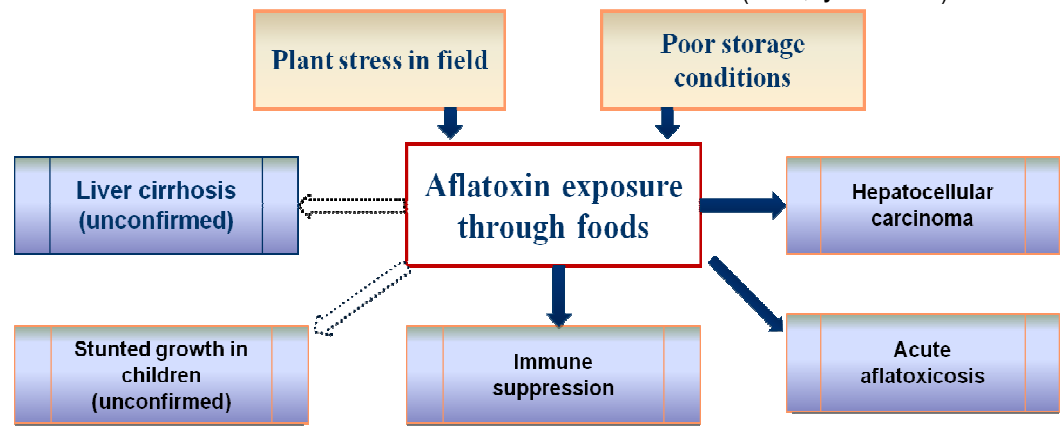 Plant stress in field
Poor storage
conditions
Aflatoxin exposure
through foods
Liver cirrhosis
(unconfirmed)
Hepatocellular
carcinoma
Stunted growth in
children
(unconfirmed)
Immune
suppression
Acute
aflatoxicosis